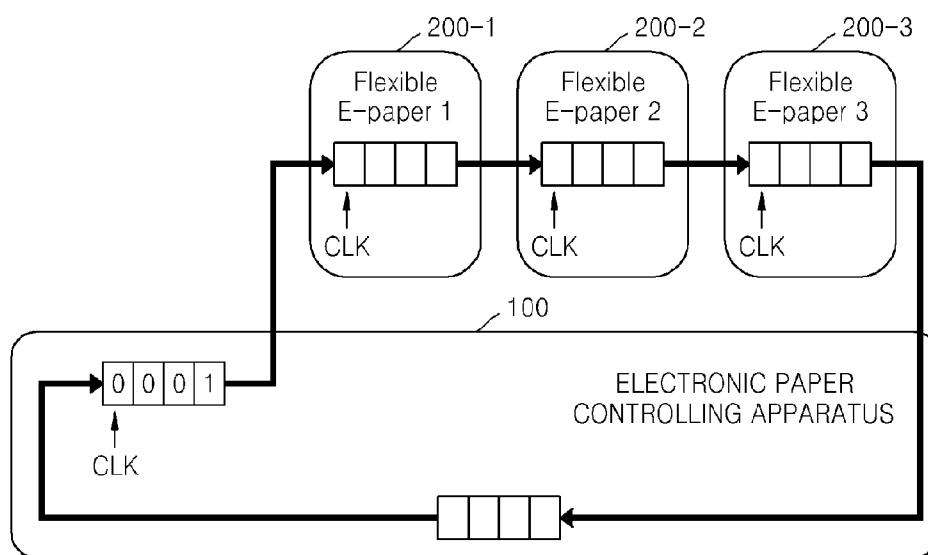 200-1
200-2
200-3
Flexible
E-paper 1
Flexible
E-paper 2
Flexible
E-paper 3
CLK
CLK
CLK
100
0 0 0 1
ELECTRONIC PAPER
CONTROLLING APPARATUS
CLK